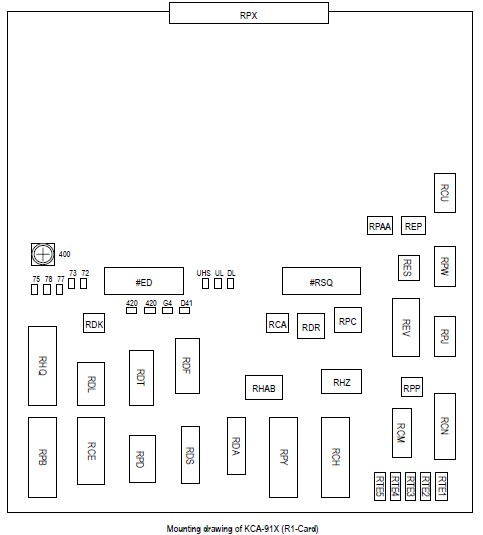 RPX
RCU
RPAA REP
400
RES RPW
75 78 77 73 72 #ED UHS UL DL #RSQ
420 420 G4 D41
RDK RCA RDR RPC REV RPJ
RHQ RDL RDT RDF RHAB RHZ RPP
RPB RCE RPD RDS RDA RPY RCH RCM RCN
RTE5 RTE4 RTE3 RTE2 RTE1
Mounting drawing of KCA-91X (R1-Card)